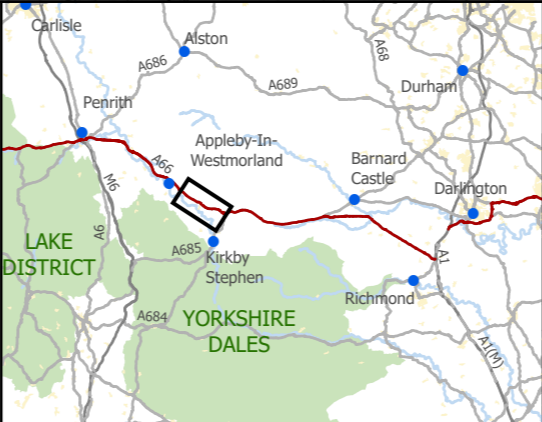 Carlisle
Alston
A686
A689
A68
Durham
Penrith
Appleby-In-
Westmorland
A66
Barnard
Castle
Darlington
M6
A6
LAKE
DISTRICT
A685
Kirkby
Stephen
A1
Richmond
A684
YORKSHIRE
DALES
A1(M)